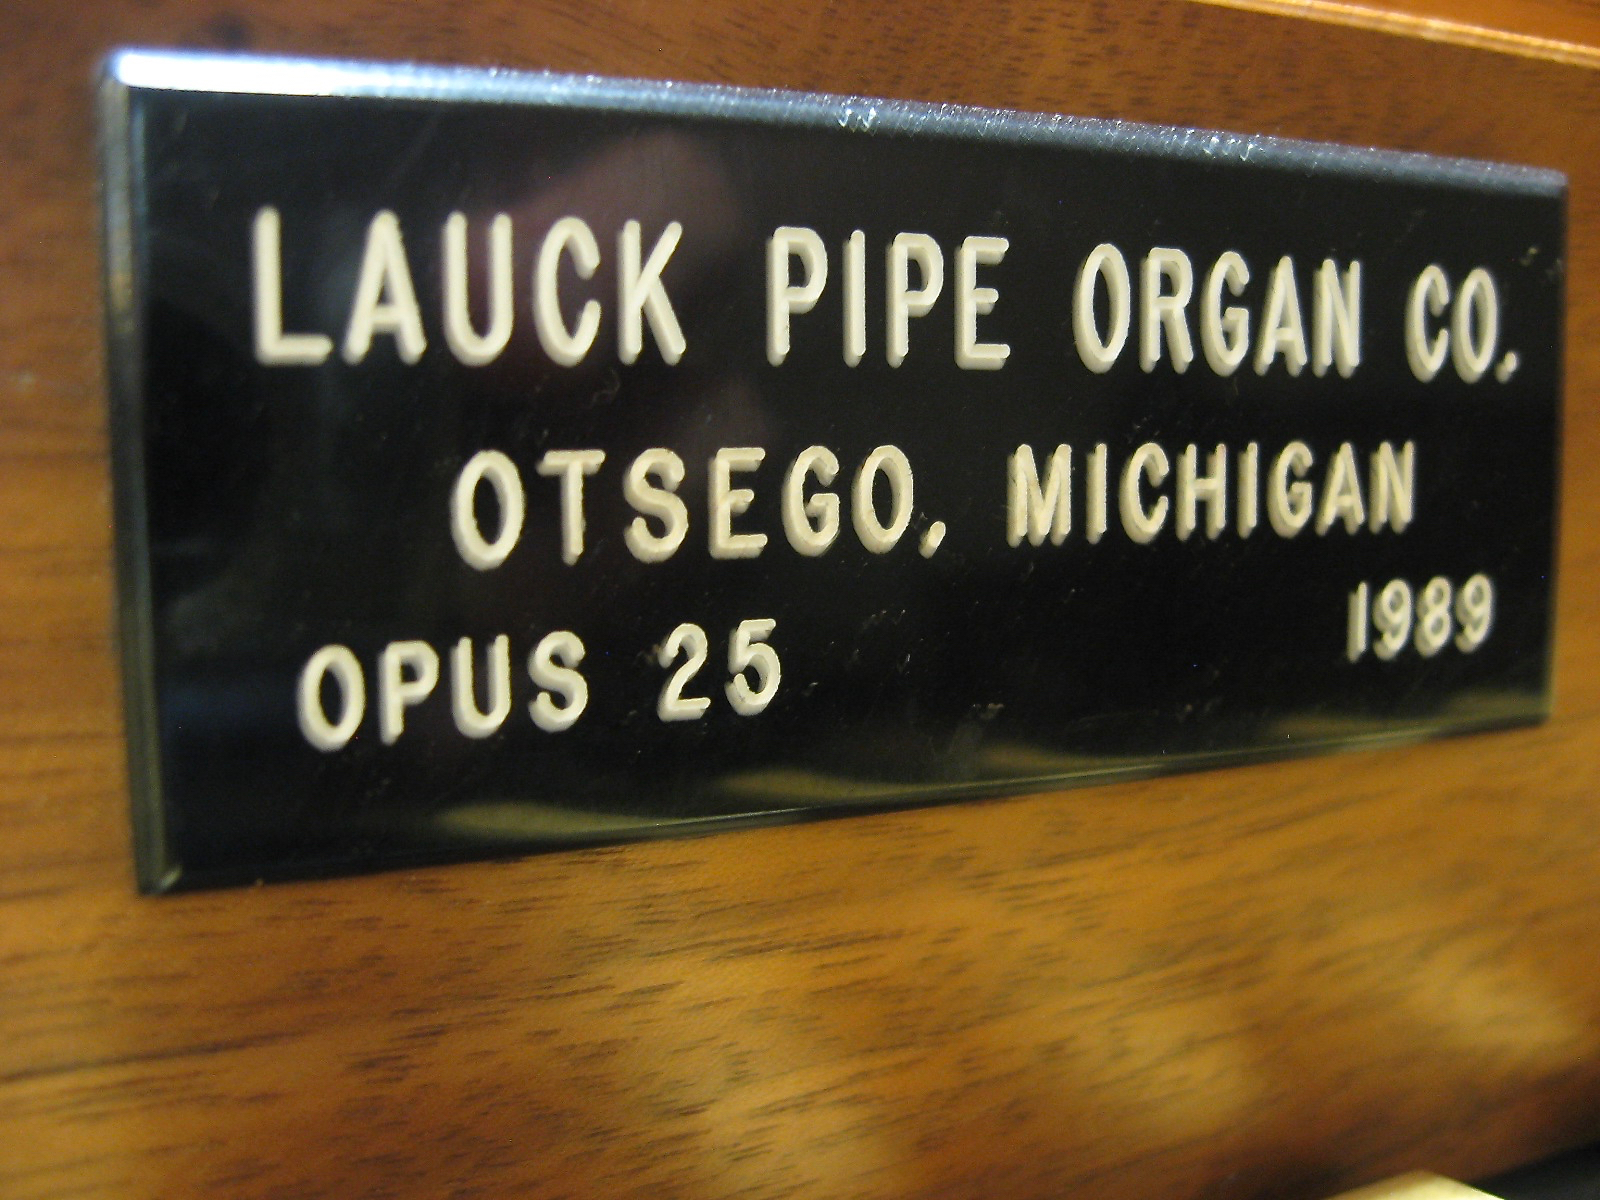 LAUCK PIPE ORGAN CO.
OTSEGO, MICHIGAN
OPUS 25 1989